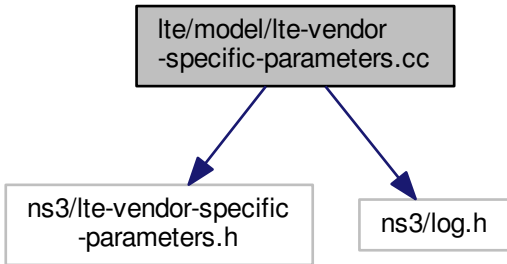 lte/model/lte-vendor
-specific-parameters.cc
ns3/lte-vendor-specific
-parameters.h
ns3/log.h